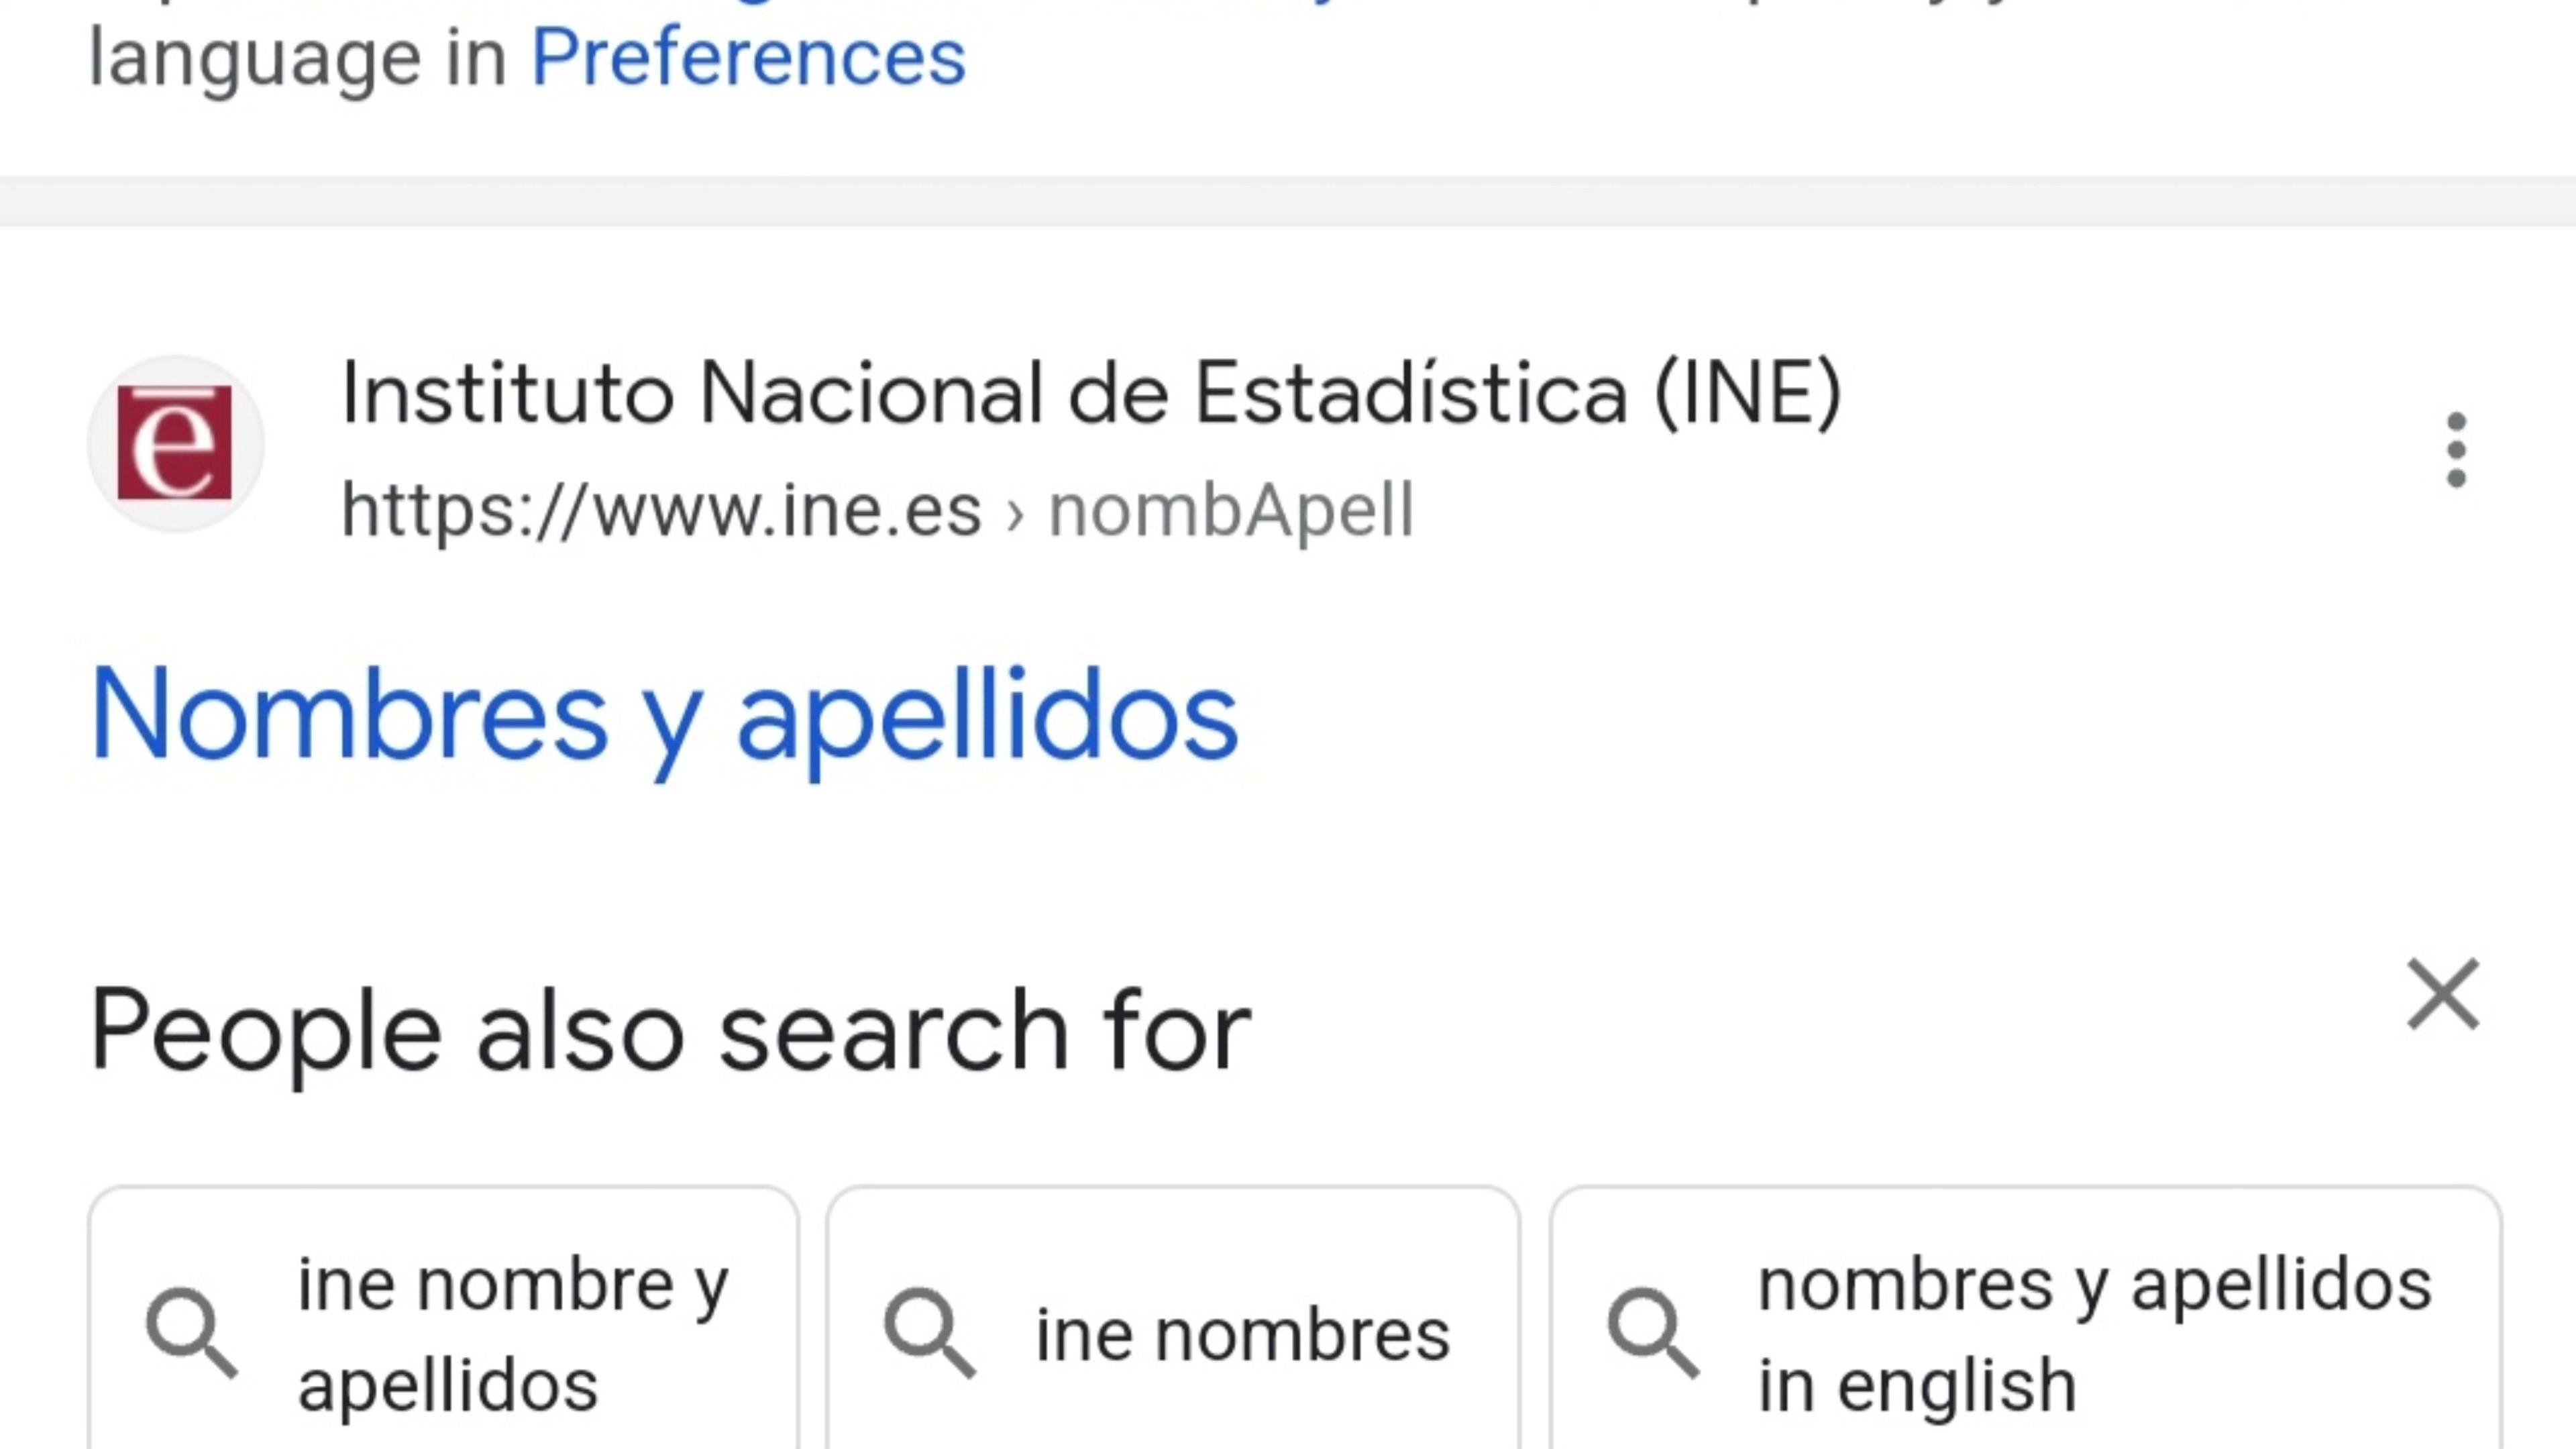 language in Preferences
Instituto Nacional de Estadística (INE)
https://www.ine.es › nombApell
Nombres y apellidos
People also search for
ine nombre y
apellidos
ine nombres
nombres y apellidos
in english